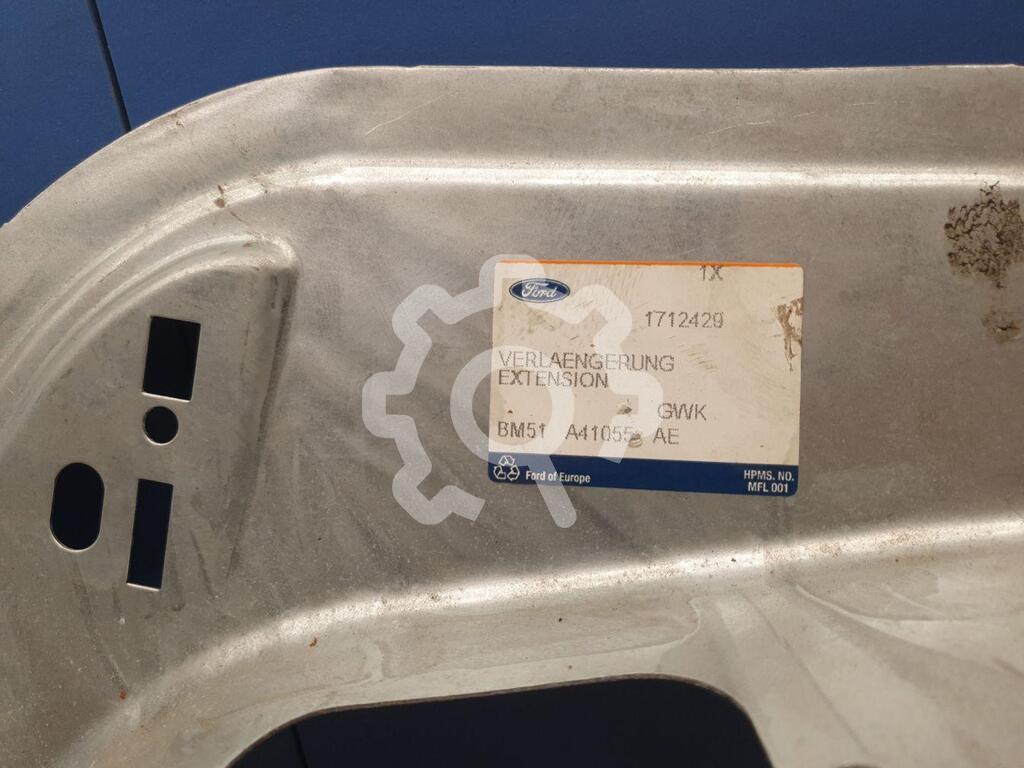 1X
Ford
1712429
VERLAENGERUNG
EXTENSION
GWK
BM51 A41055 AE
Ford of Europe
HPMS. NO.
MFL 001